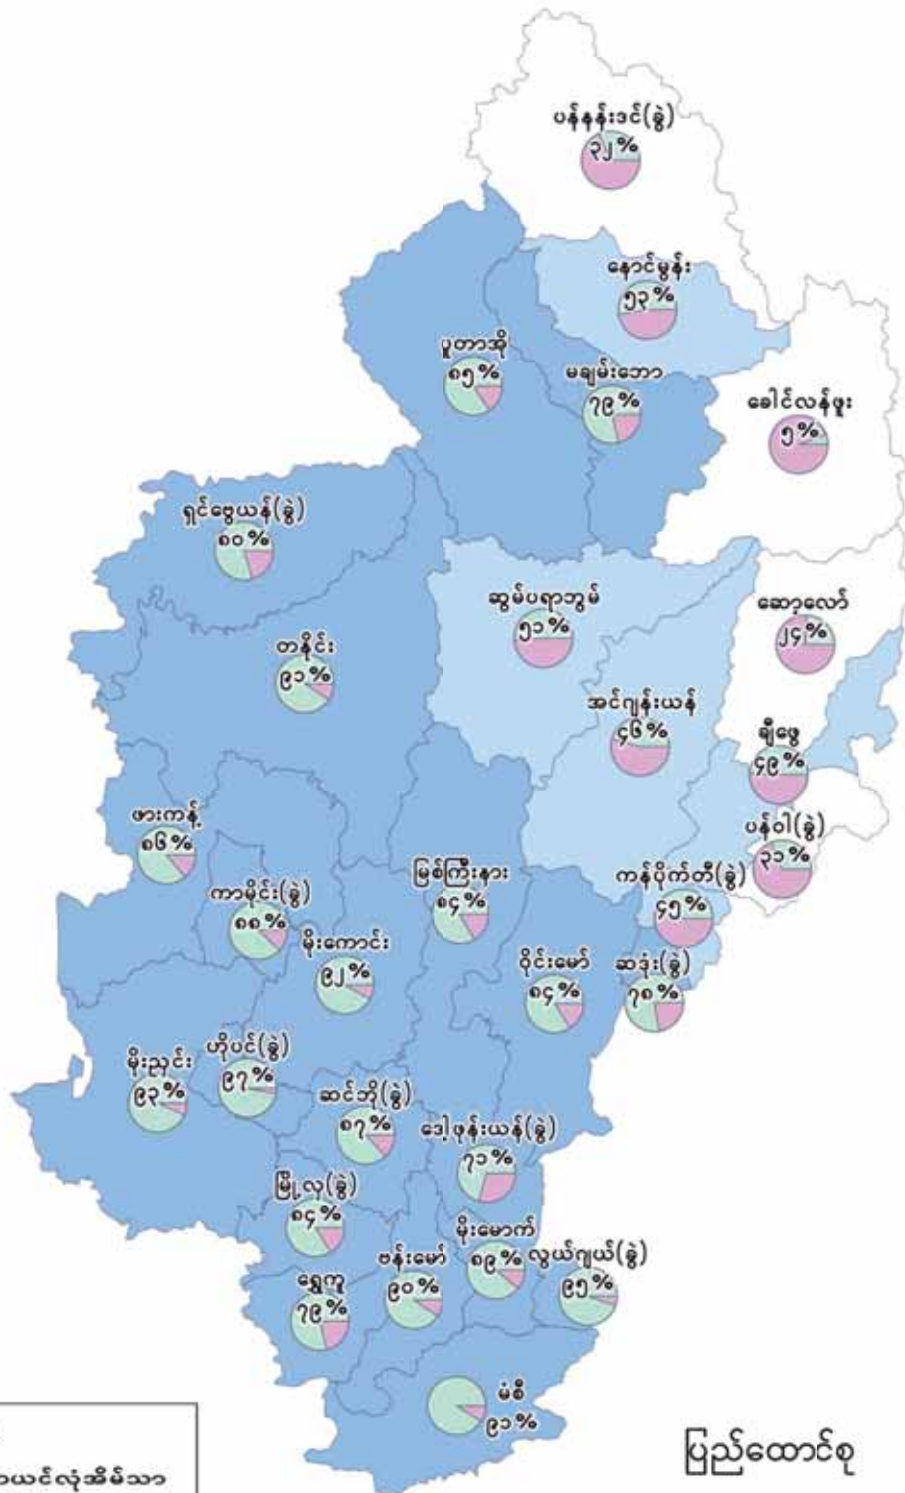 ပန်နန်းဒင်(ခွဲ)
၃၂%
နောင်မွန်း
၅၃%
ပူတာအို
၈၅%
မချမ်းဘော
၇၉%
ခေါင်လန်ဖူး
၅%
ရှင်ဗွေယန်(ခွဲ)
၈၀%
ဆွမ်ပရာဘွမ်
၅၁%
ဆော့လော်
၂၄%
တနိုင်း
၉၁%
အင်ဂျန်းယန်
၄၆%
ချီဖွေ
၄၉%
ဖားကန့်
၈၆%
ပန်ဝါ(ခွဲ)
၃၁%
မြစ်ကြီးနား
၈၄%
ကန်ပိုက်တီ(ခွဲ)
၄၅%
ကာမိုင်း(ခွဲ)
၈၈%
မိုးကောင်း
၉၂%
ဝိုင်းမော်
၈၄%
ဆဒုံး(ခွဲ)
၇၈%
မိုးညှင်း
၉၃%
ဟိုပင်(ခွဲ)
၉၇%
ဆင်ဘို(ခွဲ)
၈၇%
ဒေါ့ဖုန်းယန်(ခွဲ)
၇၁%
မြို့လှ(ခွဲ)
၈၄%
မိုးမောက်
၈၉%
လွယ်ဂျယ်(ခွဲ)
၉၅%
ဗန်းမော်
၉၀%
ရွှေကူ
၇၉%
မံစီ
၉၁%
ယင်လုံအိမ်သာ
ပြည်ထောင်စု